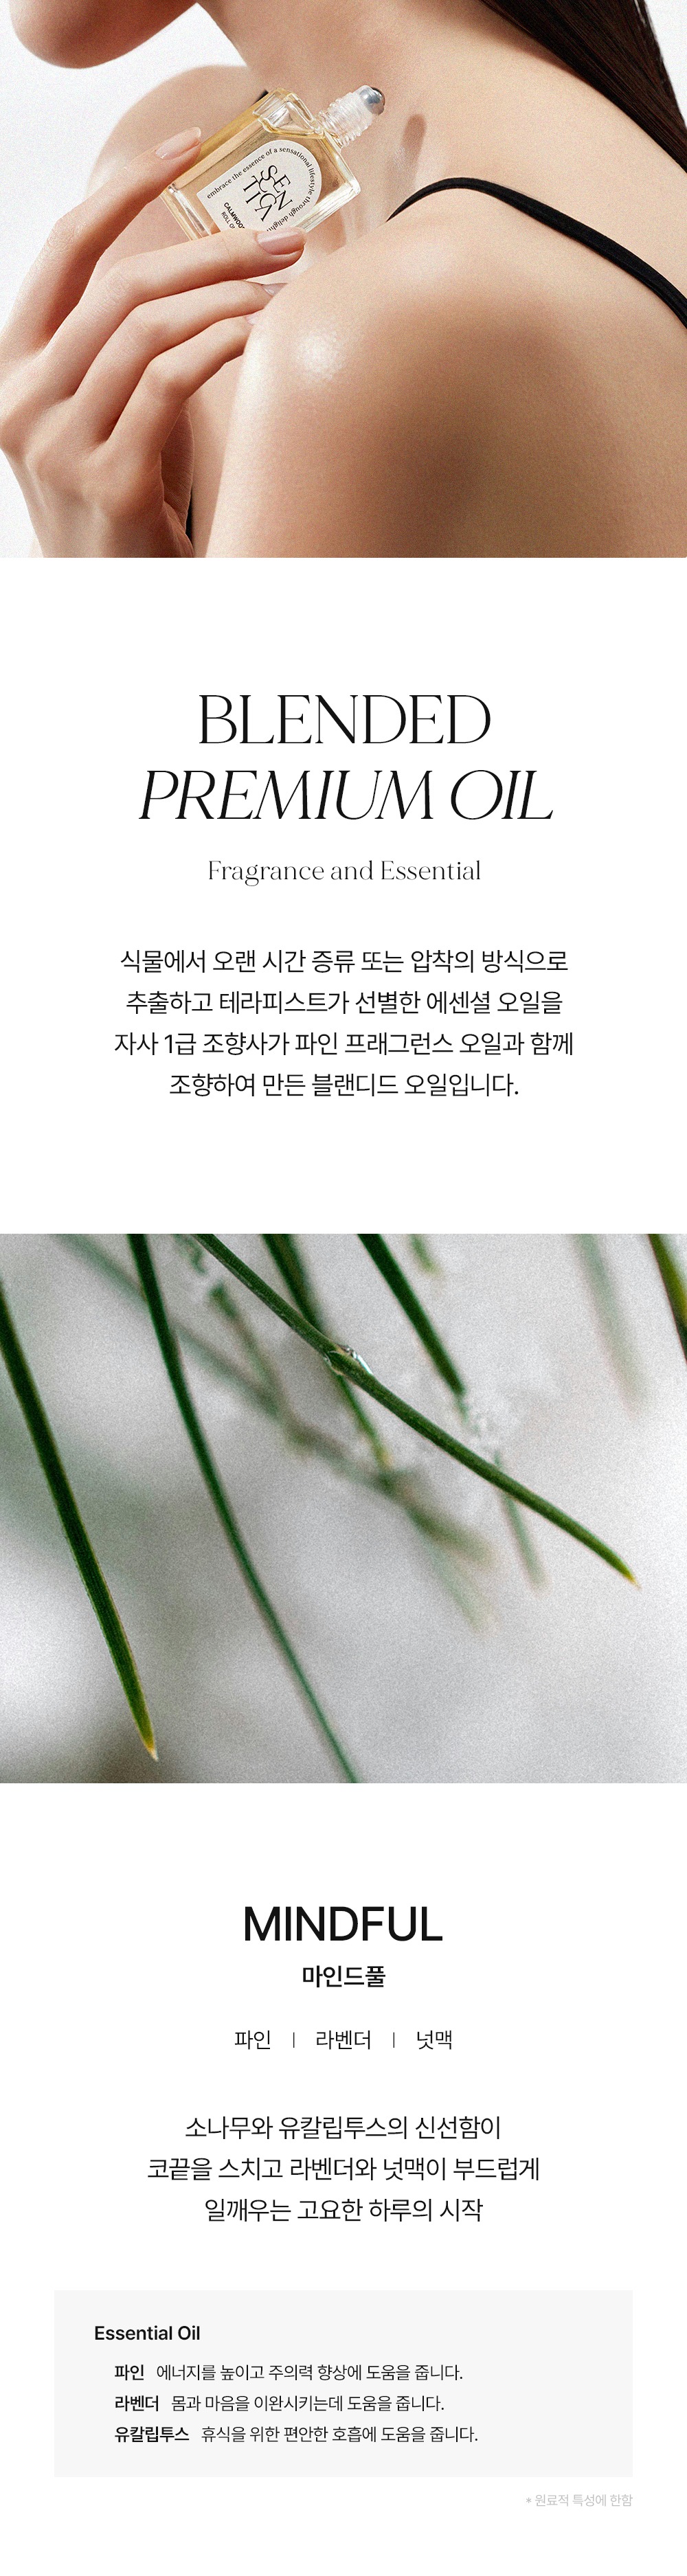 embrace the essence of a sensational lifestyle through
SENSCTICA
BLENDED
PREMIUM OIL
Fragrance and Essential
식물에서 오랜 시간 증류 또는 압착의 방식으로
추출하고 테라피스트가 선별한 에센셜 오일을
자사 1급 조향사가 파인 프래그런스 오일과 함께
조향하여 만든 블랜디드 오일입니다.
MINDFUL
마인드풀
파인 | 라벤더 | 넛맥
소나무와 유칼립투스의 신선함이
코끝을 스치고 라벤더와 넛맥이 부드럽게
일깨우는 고요한 하루의 시작
Essential Oil
파인 에너지를 높이고 주의력 향상에 도움을 줍니다.
라벤더 몸과 마음을 이완시키는데 도움을 줍니다.
유칼립투스 휴식을 위한 편안한 호흡에 도움을 줍니다.
* 원료적 특성에 한함